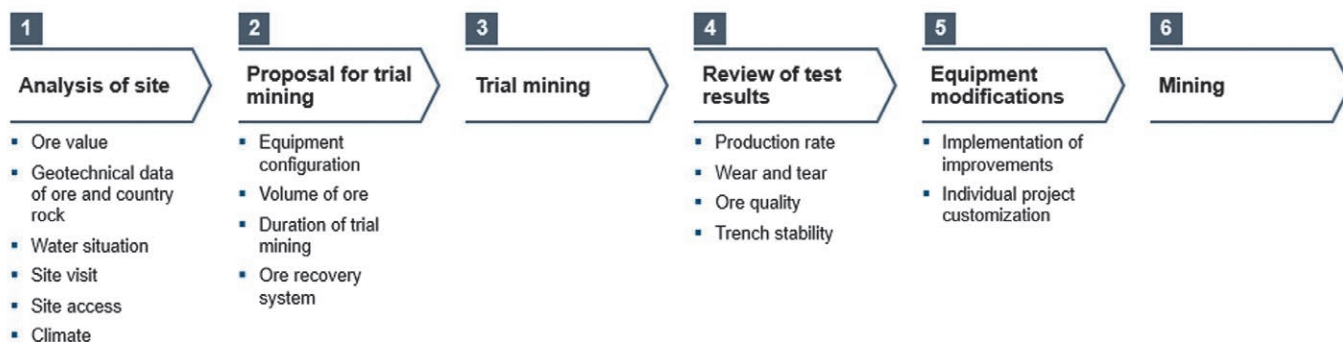 1
Analysis of site
▪ Ore value
▪ Geotechnical data
of ore and country
rock
▪ Water situation
▪ Site visit
▪ Site access
▪ Climate
2
Proposal for trial
mining
▪ Equipment
configuration
▪ Volume of ore
▪ Duration of trial
mining
▪ Ore recovery
system
3
Trial mining
4
Review of test
results
▪ Production rate
▪ Wear and tear
▪ Ore quality
▪ Trench stability
5
Equipment
modifications
▪ Implementation of
improvements
▪ Individual project
customization
6
Mining